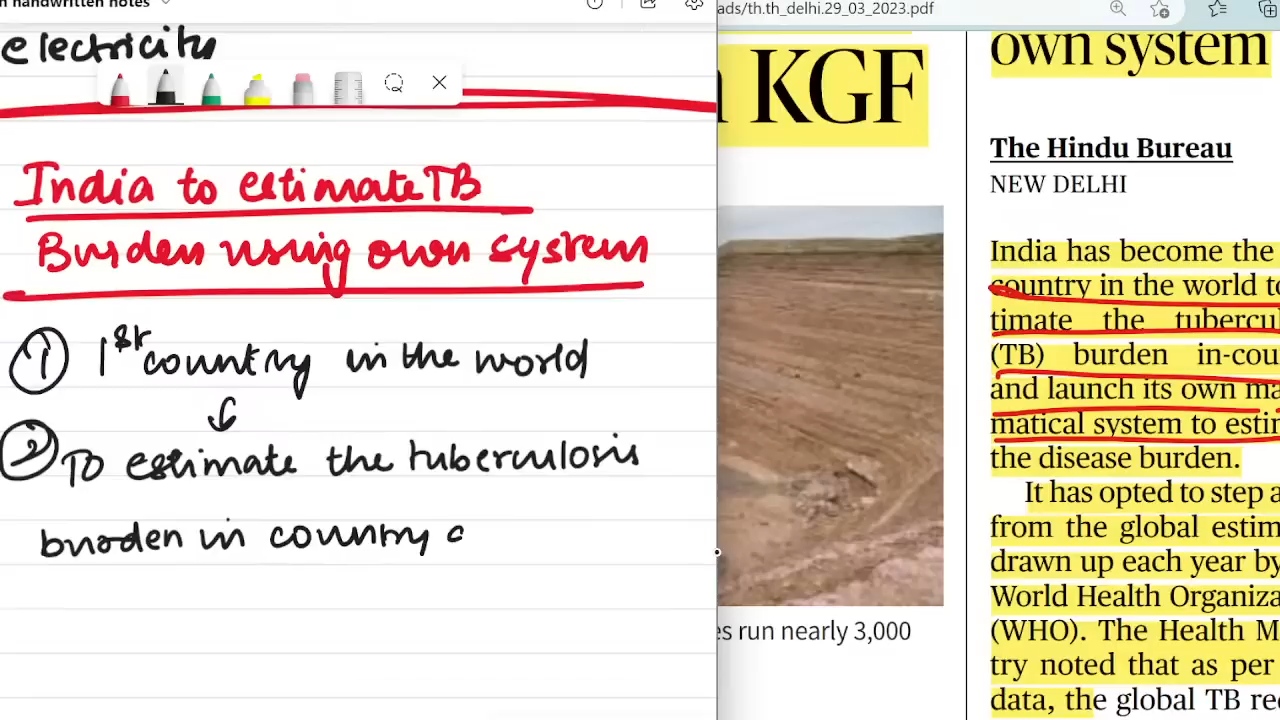 handwritten notes
electricity
India to estimate TB
Burden using own system
① 1st country in the world
② To estimate the tuberculosis
burden in country a
ads/th.th_delhi.29_03_2023.pdf
KGF
es run nearly 3,000
own system
The Hindu Bureau
NEW DELHI
India has become the
country in the world to
timate the tubercul
(TB) burden in-cou
and launch its own ma
matical system to estim
the disease burden.
It has opted to step a
from the global estim
drawn up each year by
World Health Organiza
(WHO). The Health M
try noted that as per
data, the global TB red